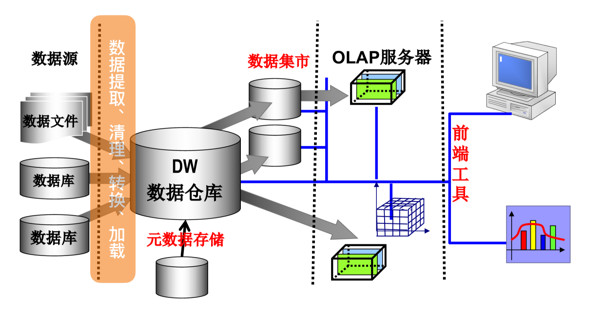 数据源
数据文件
数据库
数据库
数据提取、清理、转换、加载
DW
数据仓库
元数据存储
数据集市
OLAP服务器
前端工具